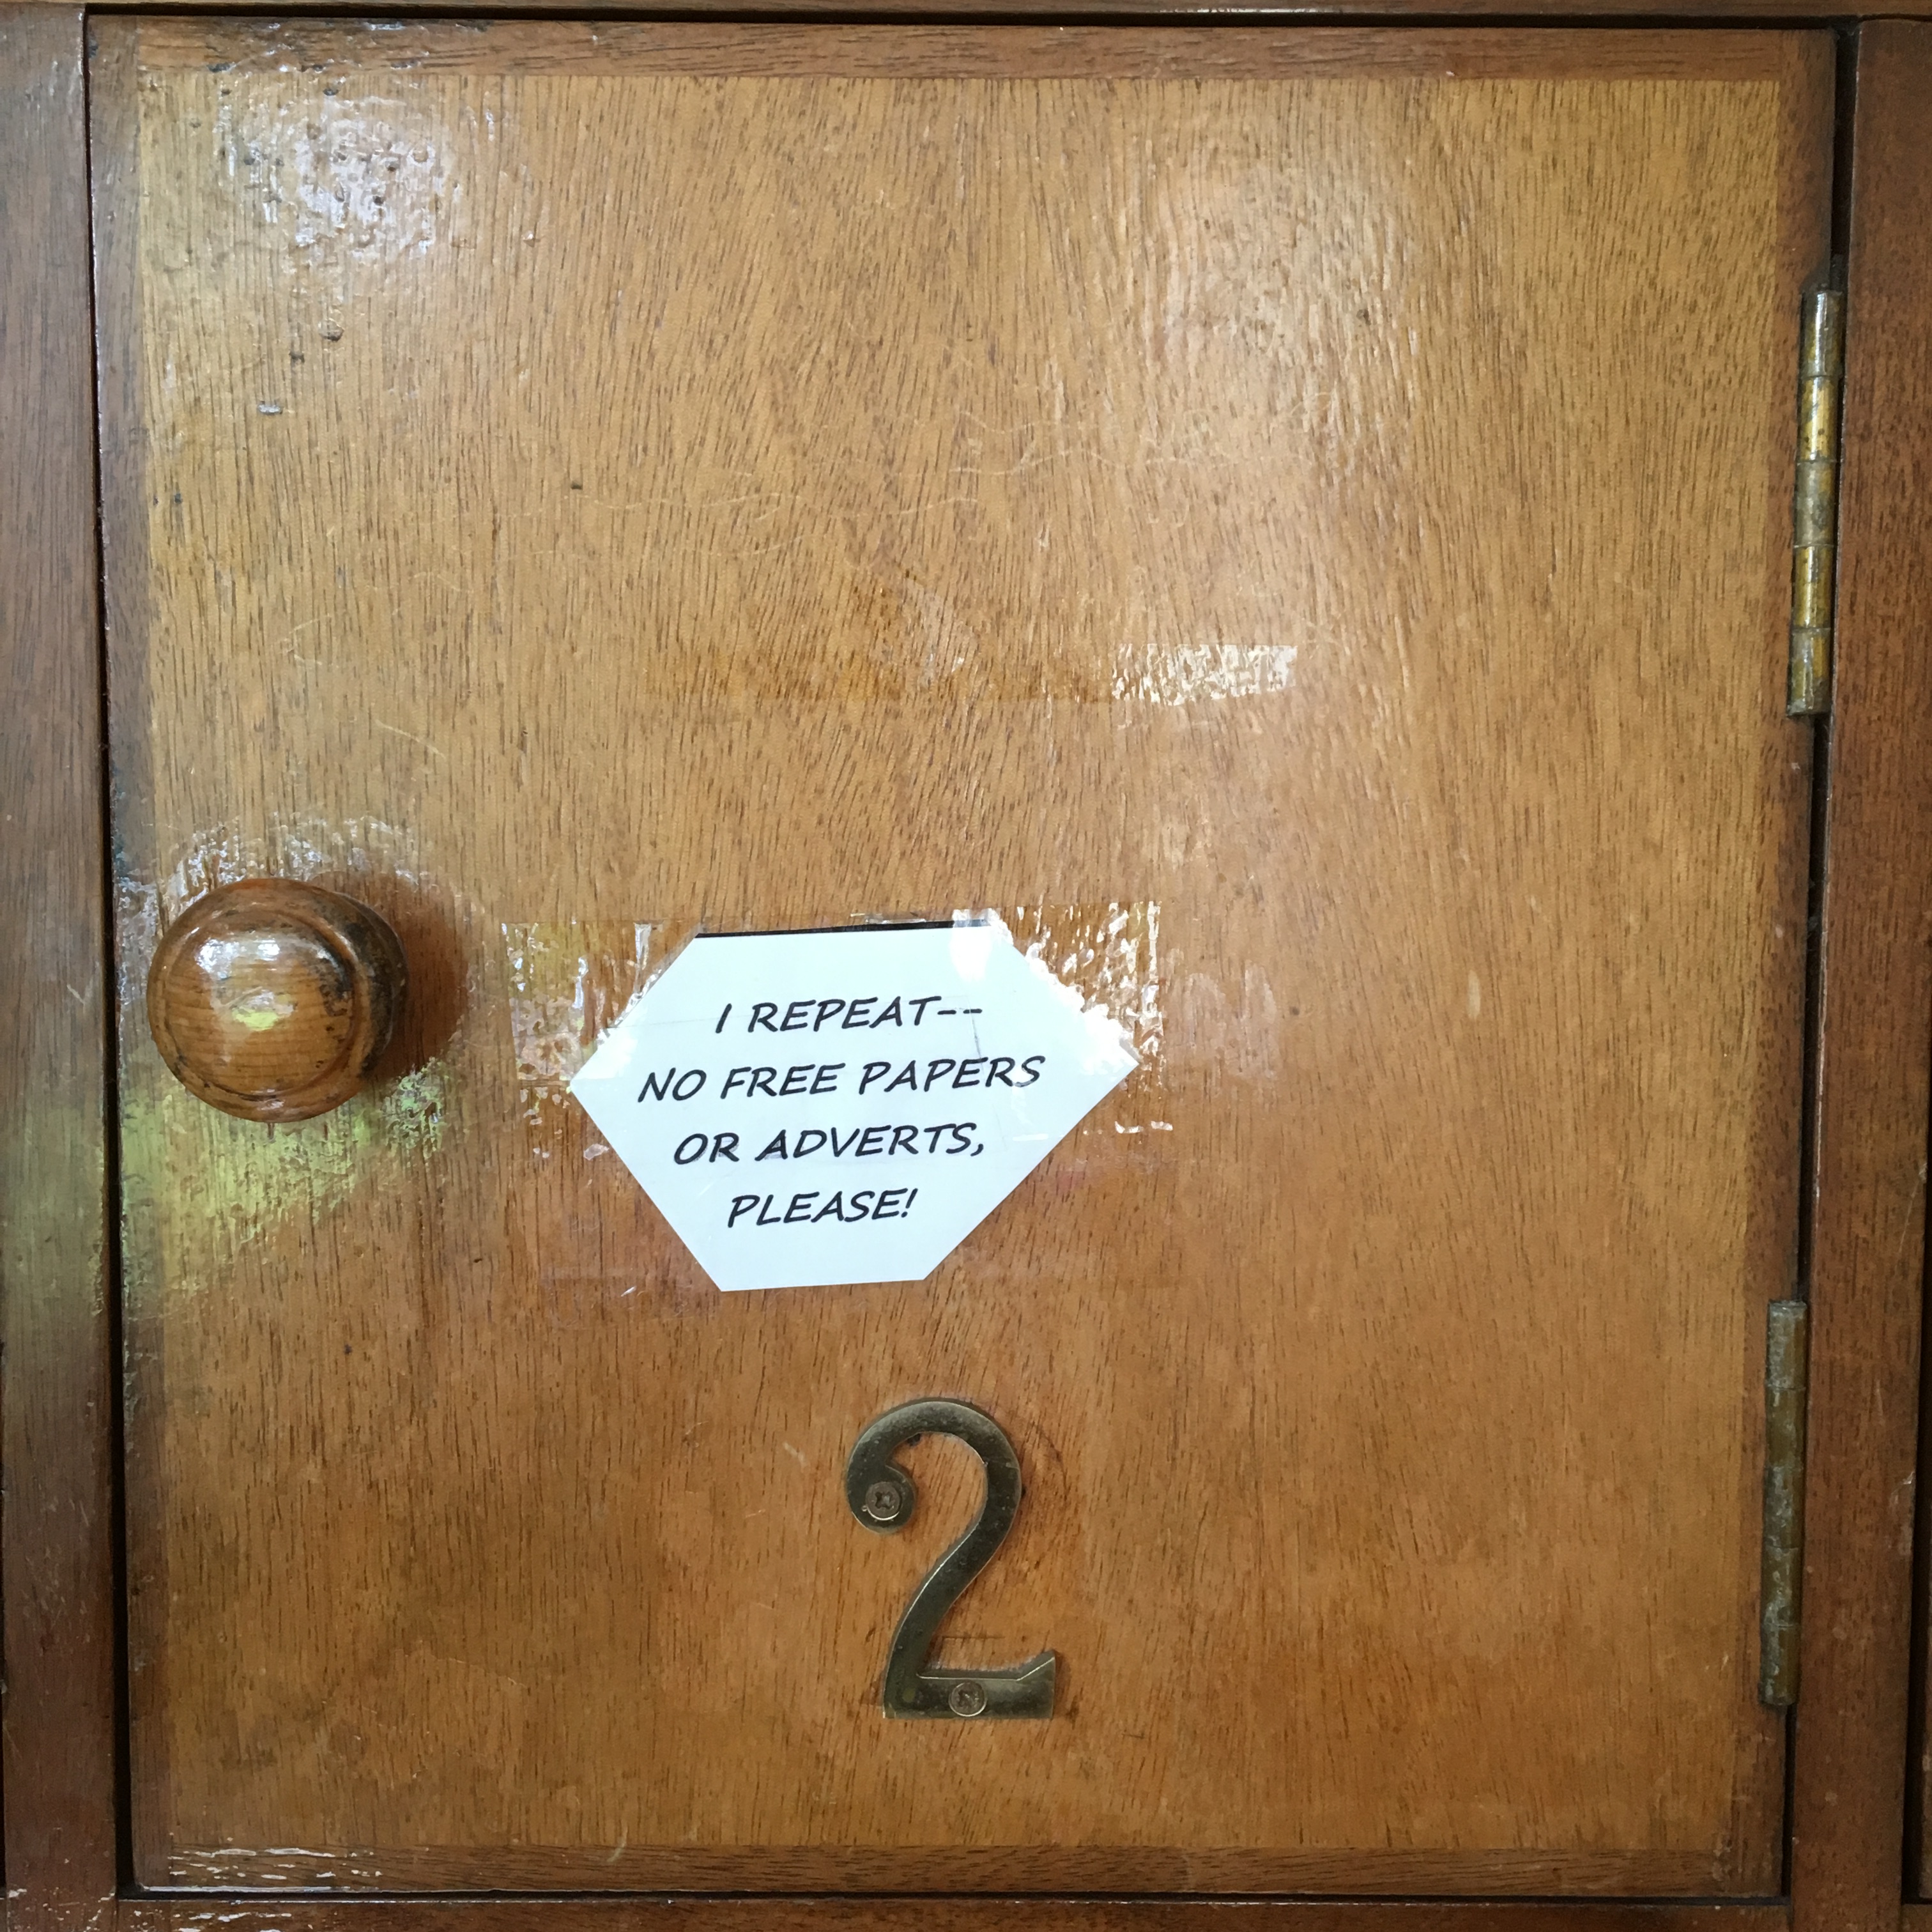 I REPEAT--
NO FREE PAPERS
OR ADVERTS,
PLEASE!
2